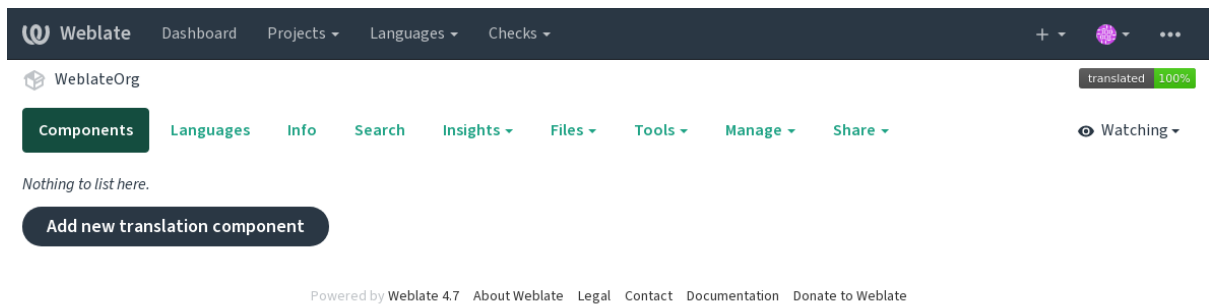 Weblate Dashboard Projects Languages Checks
WeblateOrg translated 100%
Components Languages Info Search Insights Files Tools Manage Share Watching
Nothing to list here.
Add new translation component
Powered by Weblate 4.7 About Weblate Legal Contact Documentation Donate to Weblate